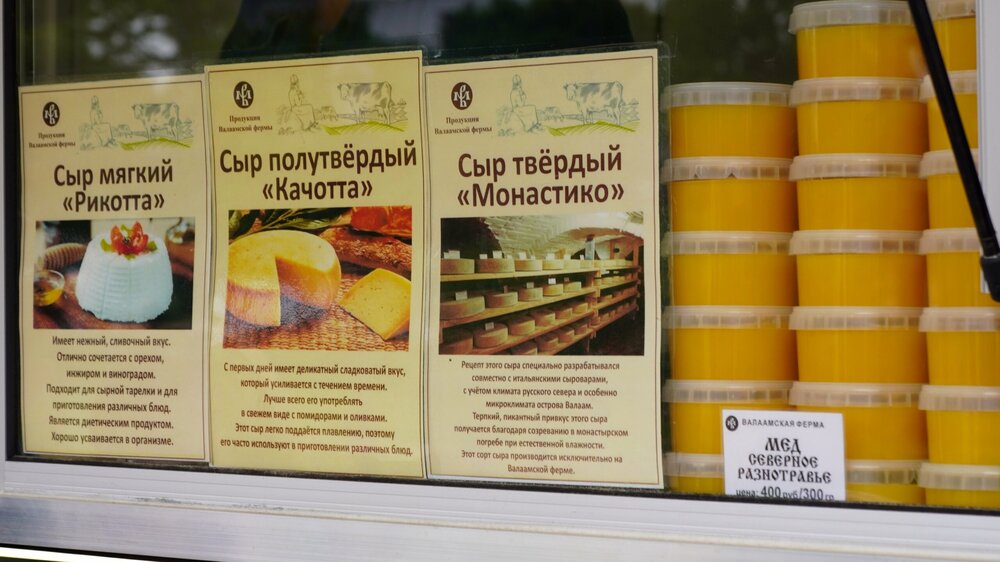 Продукция
Валаамской фермы
Сыр мягкий
«Рикотта»
Имеет нежный, сливочный вкус.
Отлично сочетается с орехом,
инжиром и виноградом.
Подходит для сырной тарелки и для
приготовления различных блюд.
Является диетическим продуктом.
Хорошо усваивается в организме.
Продукция
Валаамской фермы
Сыр полутвёрдый
«Качотта»
С первых дней имеет деликатный сладковатый вкус,
который усиливается с течением времени.
Лучше всего его употреблять
в свежем виде с помидорами и оливками.
Этот сыр легко поддаётся плавлению, поэтому
его часто используют в приготовлении различных блюд.
Продукция
Валаамской фермы
Сыр твёрдый
«Монастико»
Рецепт этого сыра специально разрабатывался
совместно с итальянскими сыроварами,
с учётом климата русского севера и особенно
микроклимата острова Валаам.
Терпкий, пикантный привкус этого сыра
получается благодаря созреванию в монастырском
погребе при естественной влажности.
Этот сорт сыра производится исключительно на
Валаамской ферме.
ВАЛААМСКАЯ ФЕРМА
МЕД
СЕВЕРНОЕ
РАЗНОТРАВЬЕ
цена: 400 руб/300 гр